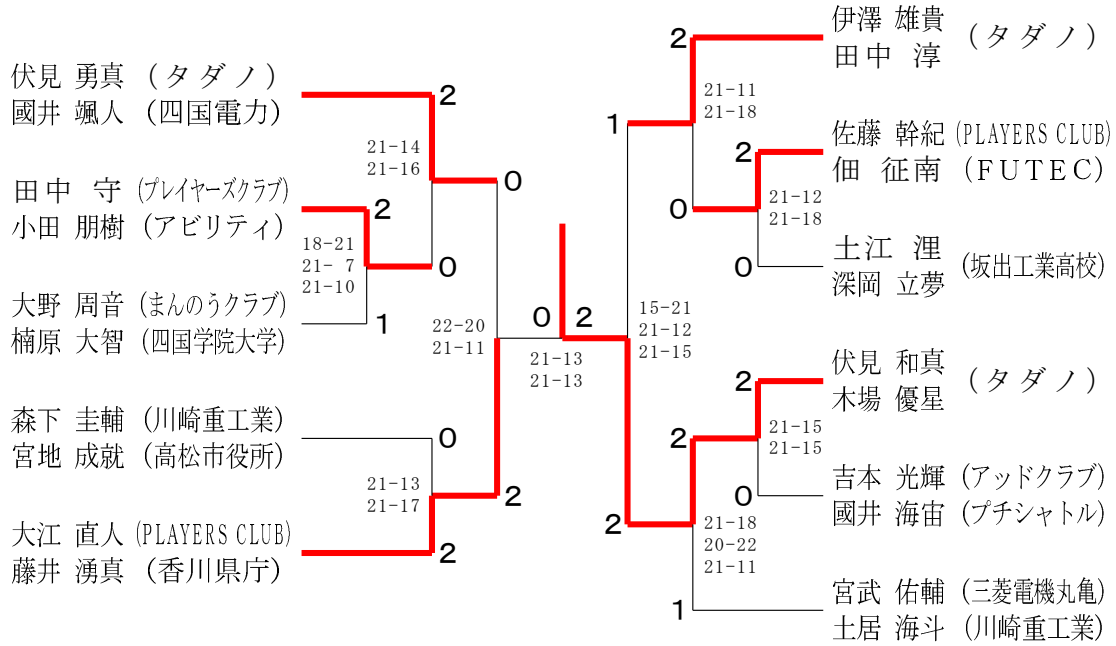 伏見 勇真 （タダノ）
國井 颯人 （四国電力）
田中 守 （プレイヤーズクラブ）
小田 朋樹 （アビリティ）
大野 周音 （まんのうクラブ）
楠原 大智 （四国学院大学）
森下 圭輔 （川崎重工業）
宮地 成就 （高松市役所）
大江 直人 (PLAYERS CLUB)
藤井 湧真 （香川県庁）
2
21-14
21-16
0
2
18-21
21- 7
21-10
0
1
22-20
21-11
0
21-13
21-17
2
2
0
2
21-13
21-13
2
21-11
21-18
1
2
21-12
21-18
0
0
15-21
21-12
21-15
2
21-15
21-15
2
0
2
21-18
20-22
21-11
1
伊澤 雄貴 （タダノ）
田中 淳
佐藤 幹紀 (PLAYERS CLUB)
佃 征南 （FUTEC）
土江 浬 （坂出工業高校）
深岡 立夢
伏見 和真 （タダノ）
木場 優星
吉本 光輝 （アッドクラブ）
國井 海宙 （プチシャトル）
宮武 佑輔 （三菱電機丸亀）
土居 海斗 （川崎重工業）